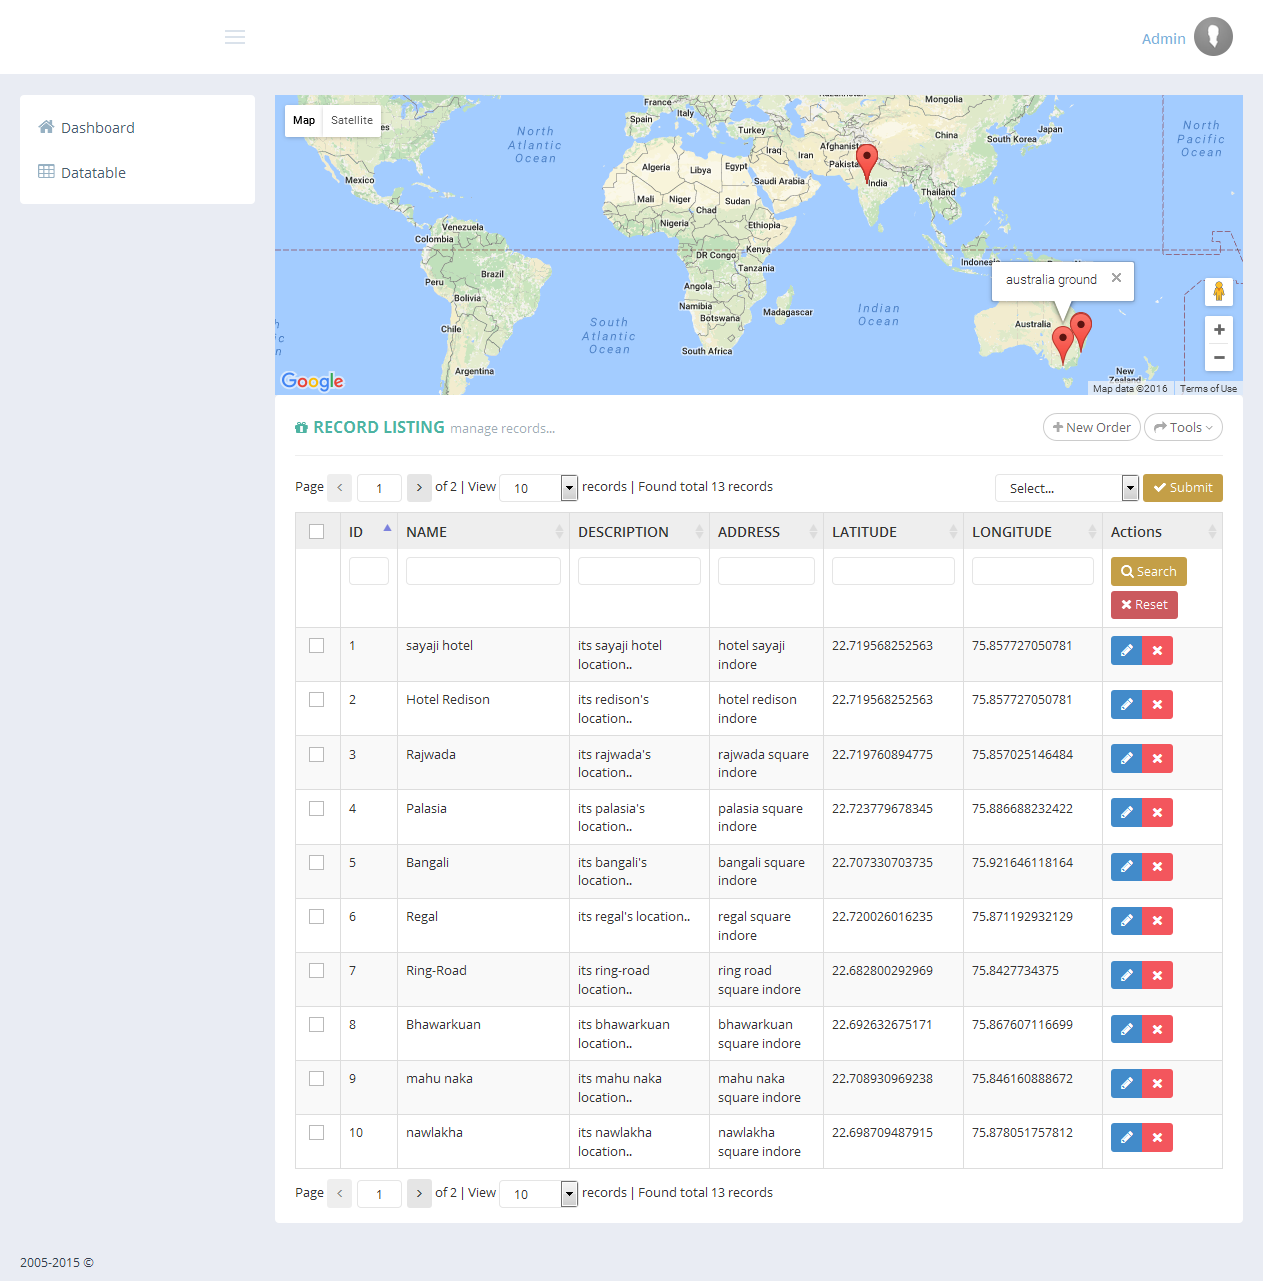 Admin
Dashboard
Datatable
Map Satellite
North Atlantic Ocean
North Pacific Ocean
South Atlantic Ocean
Indian Ocean
France
Spain
Italy
Turkey
Iraq
Iran
Mongolia
China
South Korea
Japan
Thailand
India
Saudi Arabia
Algeria
Libya
Egypt
Mali
Niger
Chad
Sudan
Nigeria
Ethiopia
Kenya
DR Congo
Tanzania
Angola
Namibia
Botswana
Madagascar
South Africa
Mexico
Venezuela
Colombia
Peru
Brazil
Bolivia
Chile
Argentina
Australia
New Zealand
australia ground
Google
Map data ©2016 Terms of Use
RECORD LISTING manage records...
New Order Tools
Page < 1 > of 2 | View 10 records | Found total 13 records Select... Submit
ID NAME DESCRIPTION ADDRESS LATITUDE LONGITUDE Actions
Search
Reset
1 sayaji hotel its sayaji hotel location.. hotel sayaji indore 22.719568252563 75.857727050781
2 Hotel Redison its redison's location.. hotel redison indore 22.719568252563 75.857727050781
3 Rajwada its rajwada's location.. rajwada square indore 22.719760894775 75.857025146484
4 Palasia its palasia's location.. palasia square indore 22.723779678345 75.886688232422
5 Bangali its bangali's location.. bangali square indore 22.707330703735 75.921646118164
6 Regal its regal's location.. regal square indore 22.720026016235 75.871192932129
7 Ring-Road its ring-road location.. ring road square indore 22.682800292969 75.8427734375
8 Bhawarkuan its bhawarkuan location.. bhawarkuan square indore 22.692632675171 75.867607116699
9 mahu naka its mahu naka location.. mahu naka square indore 22.708930969238 75.846160888672
10 nawlakha its nawlakha location.. nawlakha square indore 22.698709487915 75.878051757812
Page < 1 > of 2 | View 10 records | Found total 13 records
2005-2015 ©